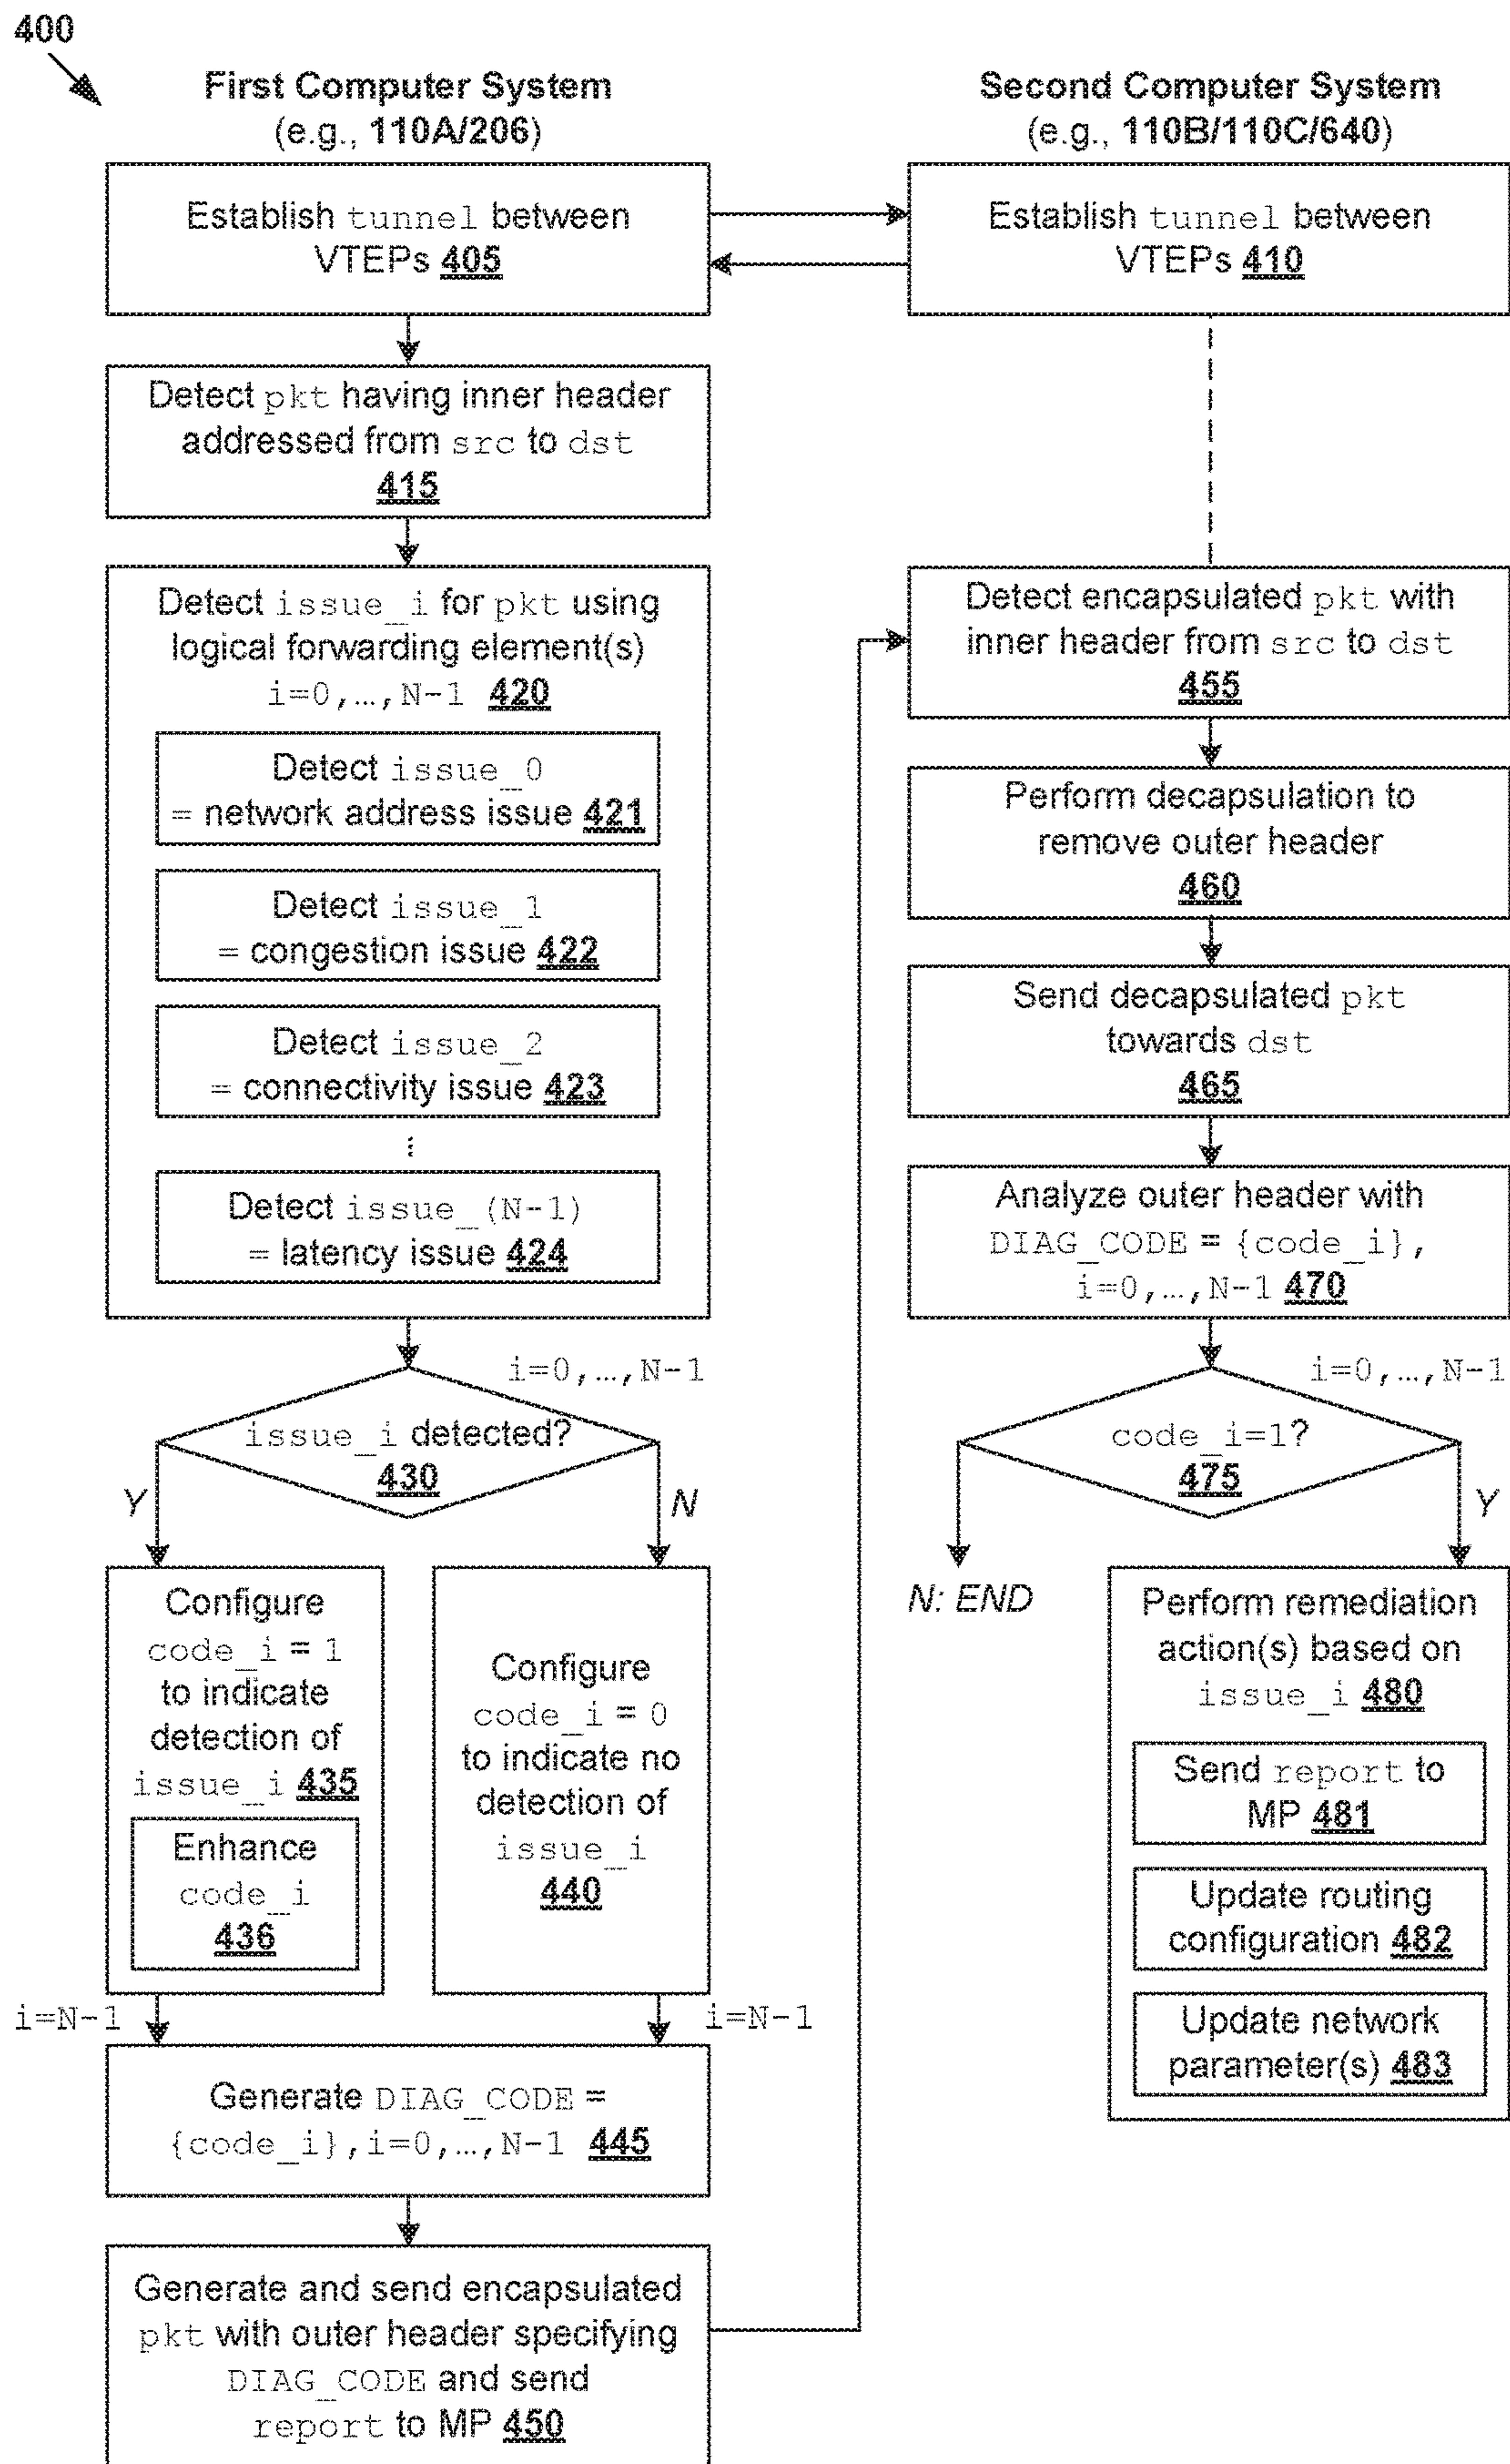 400
First Computer System
(e.g., 110A/206)
Establish tunnel between
VTEPs 405
Detect pkt having inner header
addressed from src to dst
415
Detect issue_i for pkt using
logical forwarding element(s)
i=0,…,N-1 420
Detect issue_0
= network address issue 421
Detect issue_1
= congestion issue 422
Detect issue_2
= connectivity issue 423
⋮
Detect issue_(N-1)
= latency issue 424
i=0,…,N-1
issue_i detected?
430
Y
N
Configure
code_i = 1
to indicate
detection of
issue_i 435
Enhance
code_i
436
Configure
code_i = 0
to indicate no
detection of
issue_i
440
i=N-1
i=N-1
Generate DIAG_CODE =
{code_i},i=0,…,N-1 445
Generate and send encapsulated
pkt with outer header specifying
DIAG_CODE and send
report to MP 450
Second Computer System
(e.g., 110B/110C/640)
Establish tunnel between
VTEPs 410
Detect encapsulated pkt with
inner header from src to dst
455
Perform decapsulation to
remove outer header
460
Send decapsulated pkt
towards dst
465
Analyze outer header with
DIAG_CODE = {code_i},
i=0,…,N-1 470
i=0,…,N-1
code_i=1?
475
Y
N: END
Perform remediation
action(s) based on
issue_i 480
Send report to
MP 481
Update routing
configuration 482
Update network
parameter(s) 483